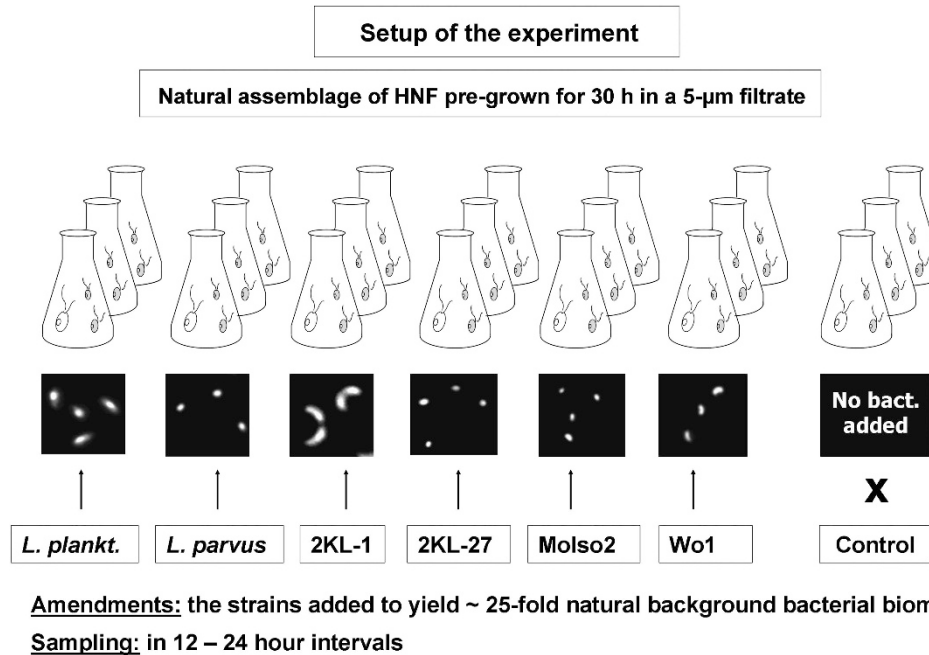 Setup of the experiment
Natural assemblage of HNF pre-grown for 30 h in a 5-µm filtrate
No bact.
added
X
L. plankt. L. parvus 2KL-1 2KL-27 MoIso2 Wo1 Control
Amendments: the strains added to yield ~ 25-fold natural background bacterial biom
Sampling: in 12 – 24 hour intervals